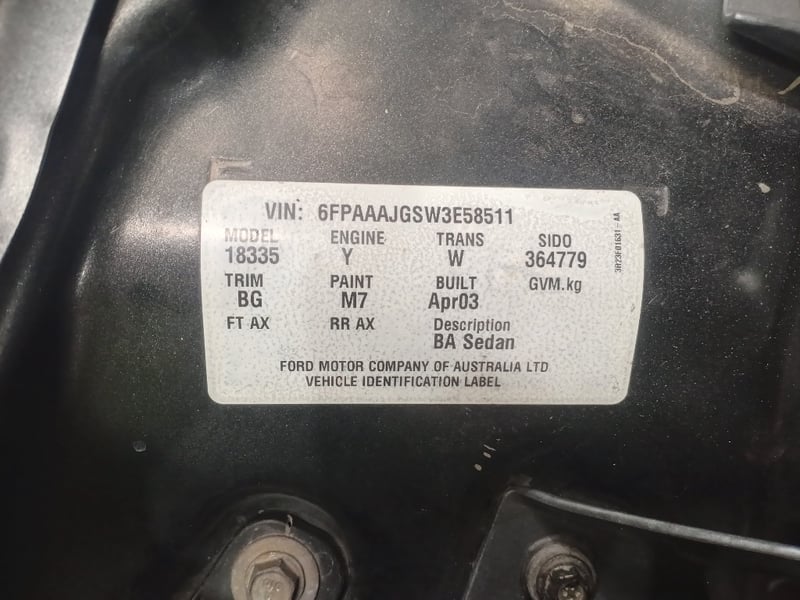 VIN: 6FPAAAJGSW3E58511
MODEL ENGINE TRANS SIDO
18335 Y W 364779
TRIM PAINT BUILT GVM.kg
BG M7 Apr03
FT AX RR AX Description
BA Sedan
FORD MOTOR COMPANY OF AUSTRALIA LTD
VEHICLE IDENTIFICATION LABEL